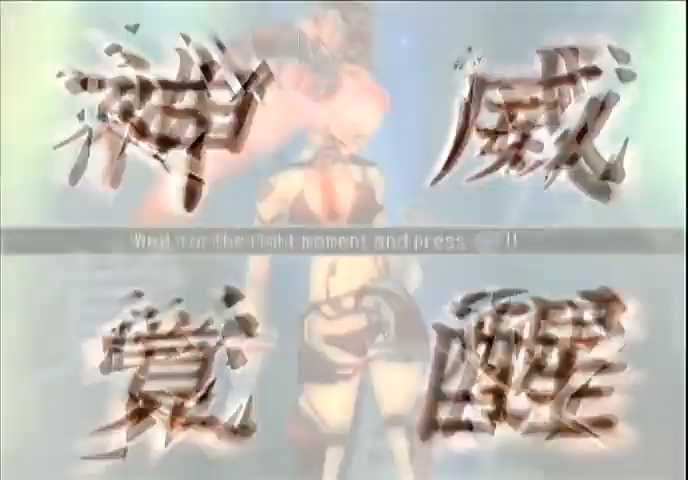 神威
Wait for the right moment and press !!
覚醒